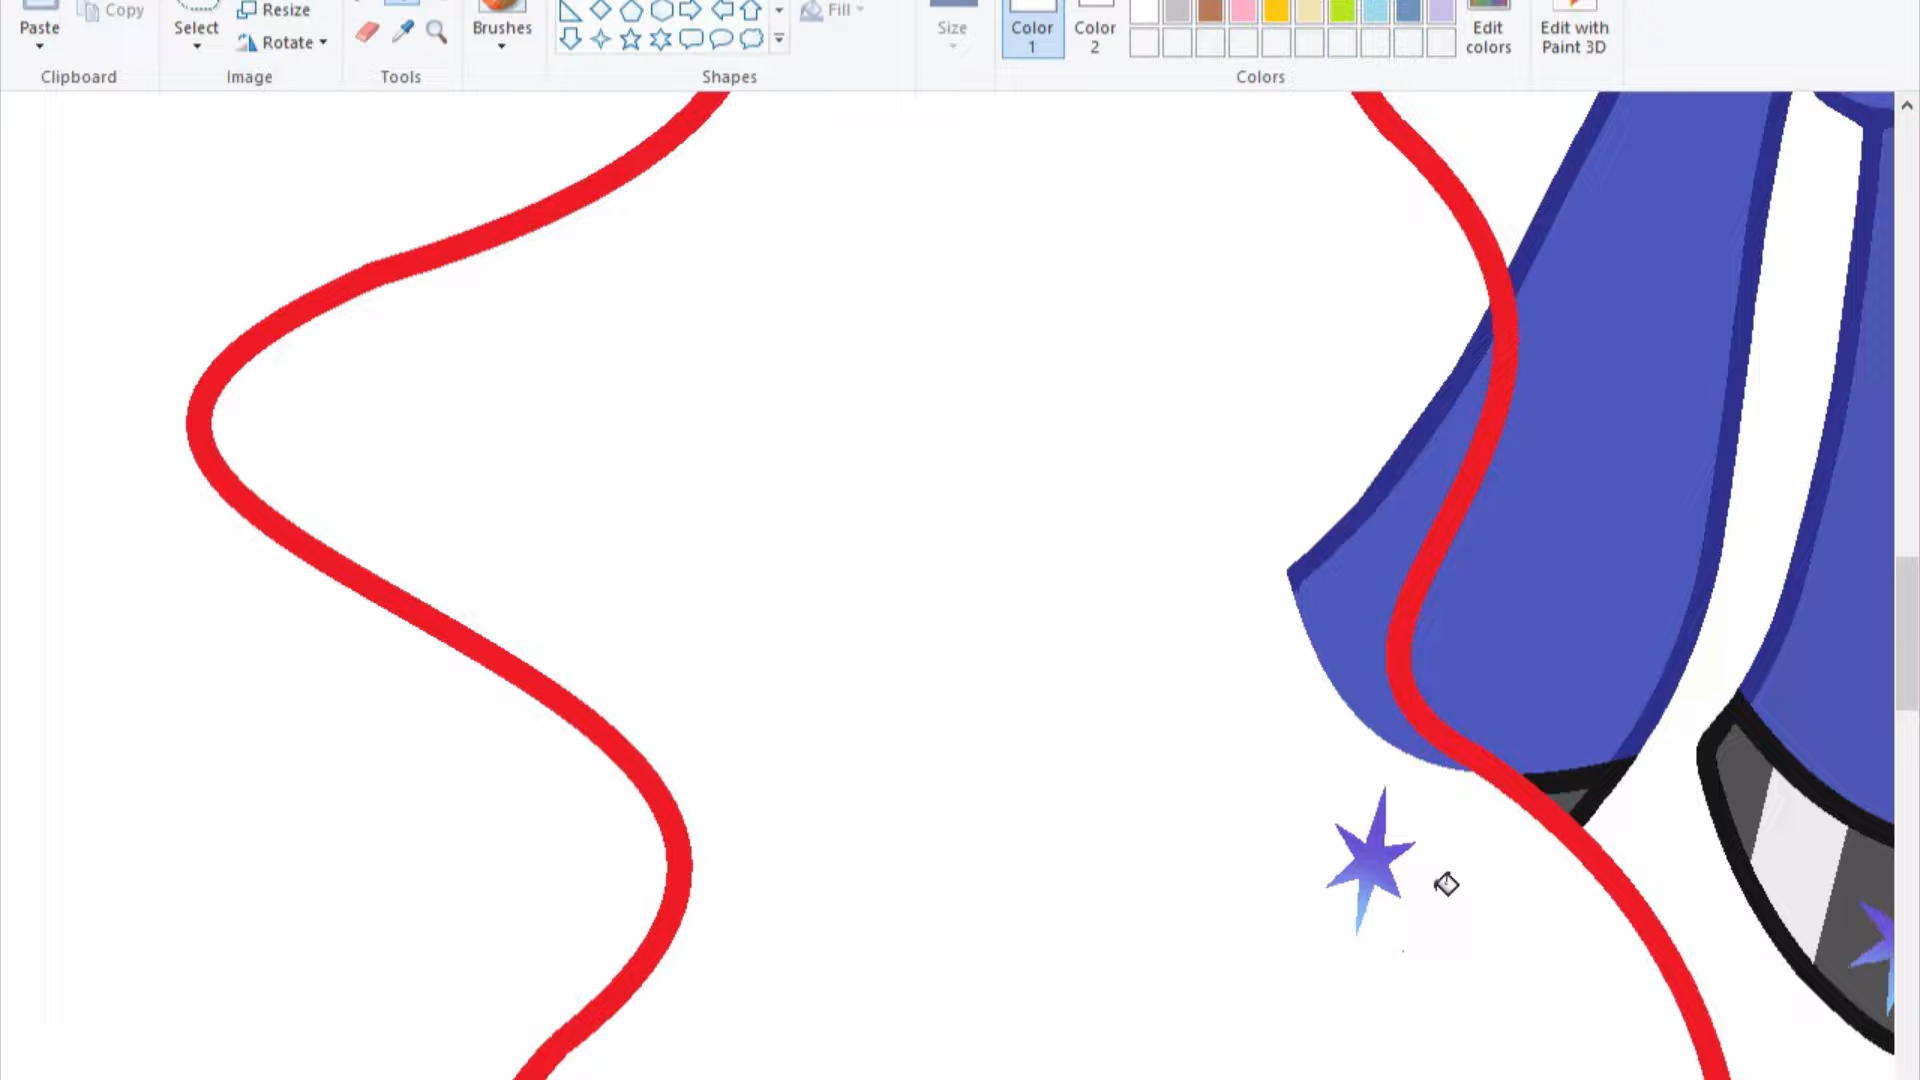 Paste
Copy
Select
Resize
Rotate
Brushes
Fill
Size
Color 1
Color 2
Edit colors
Edit with Paint 3D
Clipboard
Image
Tools
Shapes
Colors